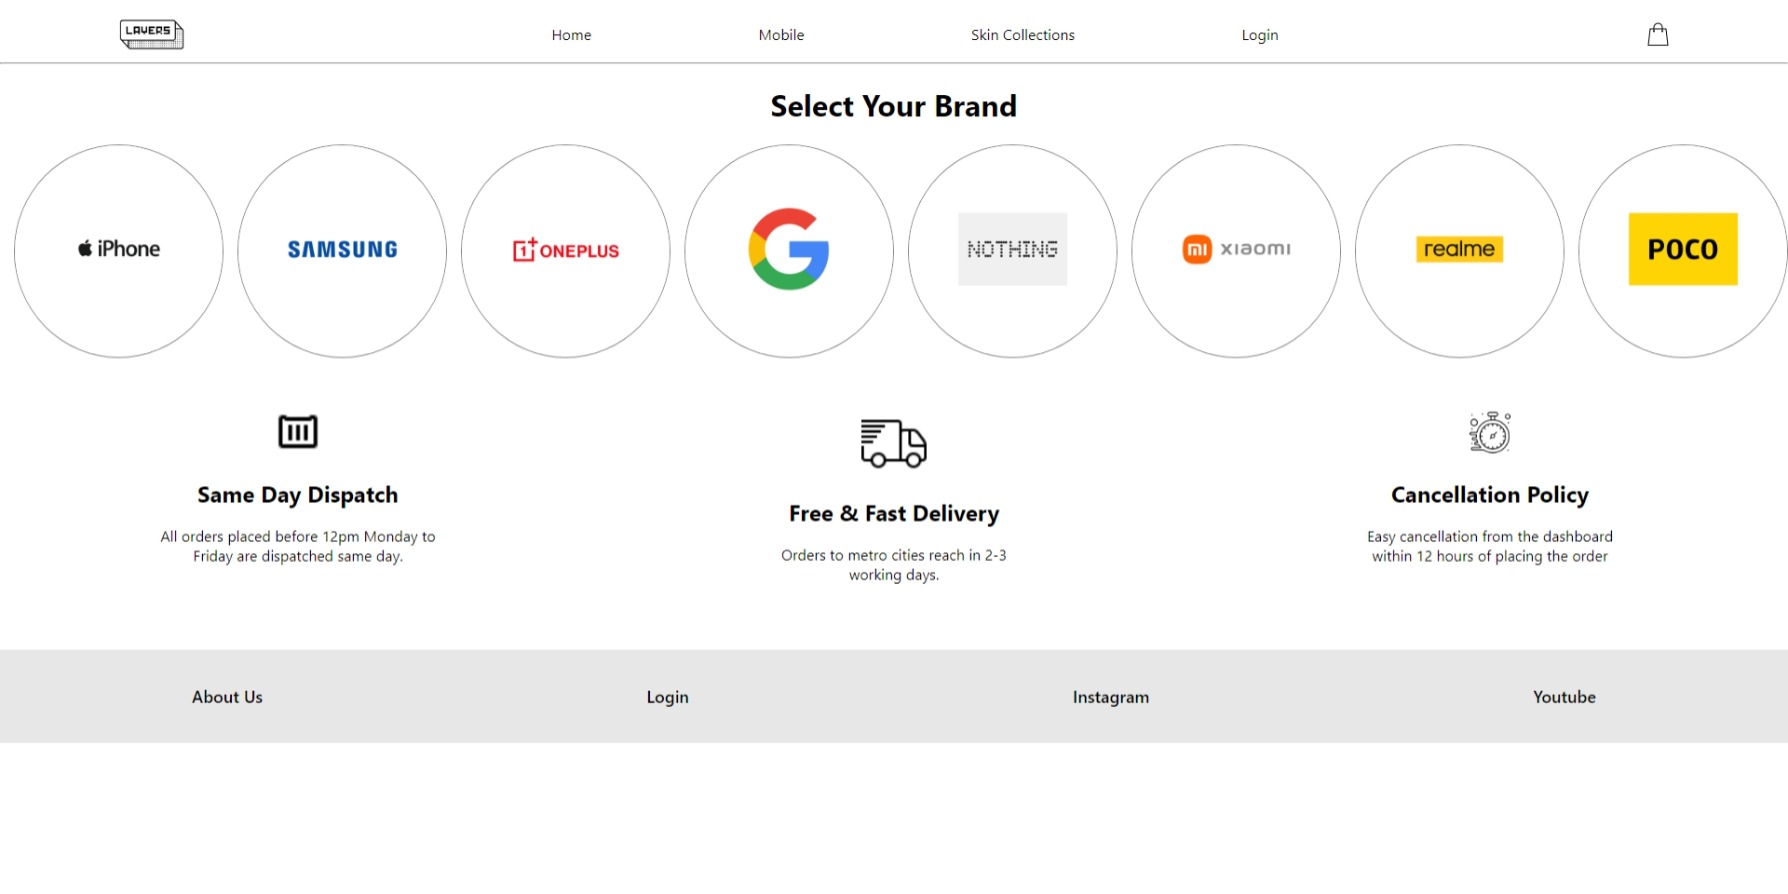 LAYERS
Home Mobile Skin Collections Login
Select Your Brand
iPhone
SAMSUNG
1+ ONEPLUS
G
NOTHING
mi xiaomi
realme
POCO
Same Day Dispatch
All orders placed before 12pm Monday to
Friday are dispatched same day.
Free & Fast Delivery
Orders to metro cities reach in 2-3
working days.
Cancellation Policy
Easy cancellation from the dashboard
within 12 hours of placing the order
About Us Login Instagram Youtube